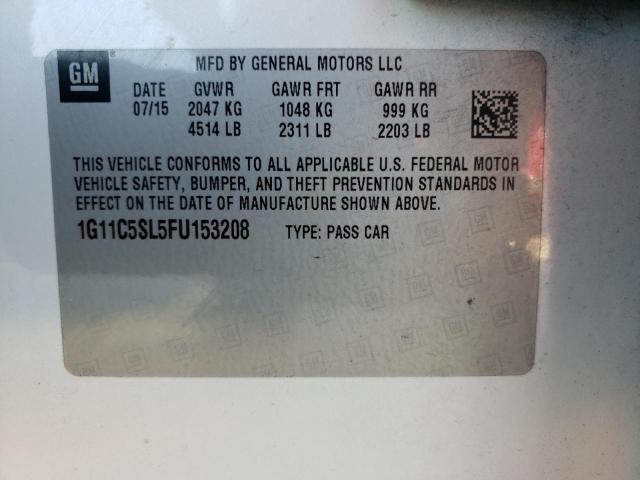 GM
MFD BY GENERAL MOTORS LLC
DATE GVWR GAWR FRT GAWR RR
07/15 2047 KG 1048 KG 999 KG
4514 LB 2311 LB 2203 LB
THIS VEHICLE CONFORMS TO ALL APPLICABLE U.S. FEDERAL MOTOR
VEHICLE SAFETY, BUMPER, AND THEFT PREVENTION STANDARDS IN
EFFECT ON THE DATE OF MANUFACTURE SHOWN ABOVE.
1G11C5SL5FU153208 TYPE: PASS CAR